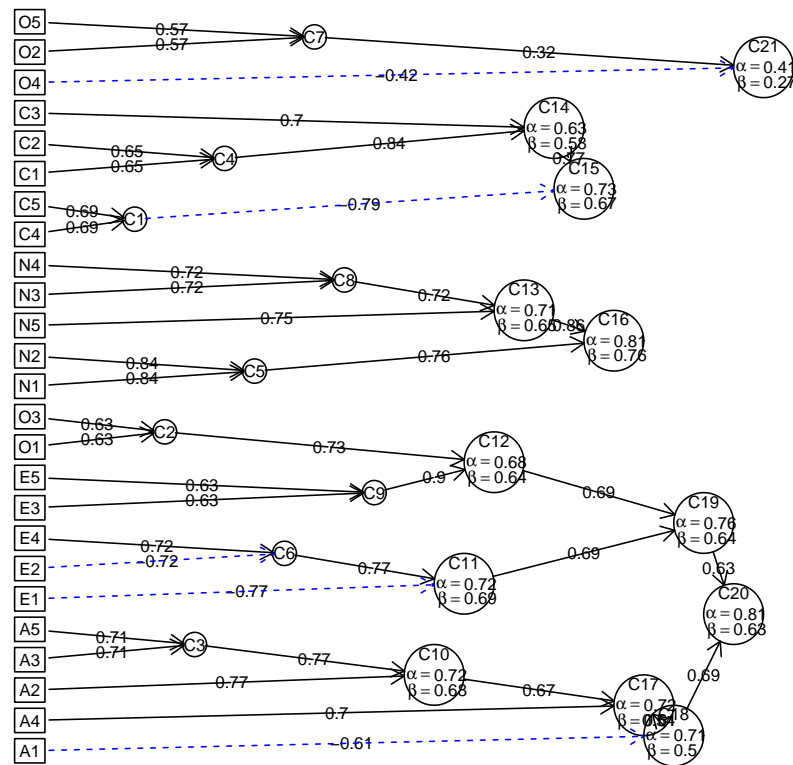 O5
0.57
O2
0.57
C7
0.32
C21
α = 0.41
β = 0.27
O4
−0.42
C3
0.7
C14
α = 0.63
β = 0.53
C2
0.65
C1
0.65
C4
0.84
C15
α = 0.73
β = 0.67
C5
0.69
C4
0.69
C1
−0.79
N4
0.72
N3
0.72
C8
0.72
C13
α = 0.71
β = 0.65
0.86
N5
0.75
C16
α = 0.81
β = 0.76
N2
0.84
N1
0.84
C5
0.76
O3
0.63
O1
0.63
C2
0.73
C12
α = 0.68
β = 0.64
E5
0.63
E3
0.63
C9
0.9
0.69
C19
α = 0.76
β = 0.64
E4
0.72
E2
−0.72
C6
0.77
C11
α = 0.72
β = 0.69
0.69
0.63
E1
−0.77
C20
α = 0.81
β = 0.63
A5
0.71
A3
0.71
C3
0.77
C10
α = 0.72
β = 0.68
0.67
A2
0.77
C17
α = 0.72
0.69
A4
0.7
A1
−0.61
α = 0.71
β = 0.5